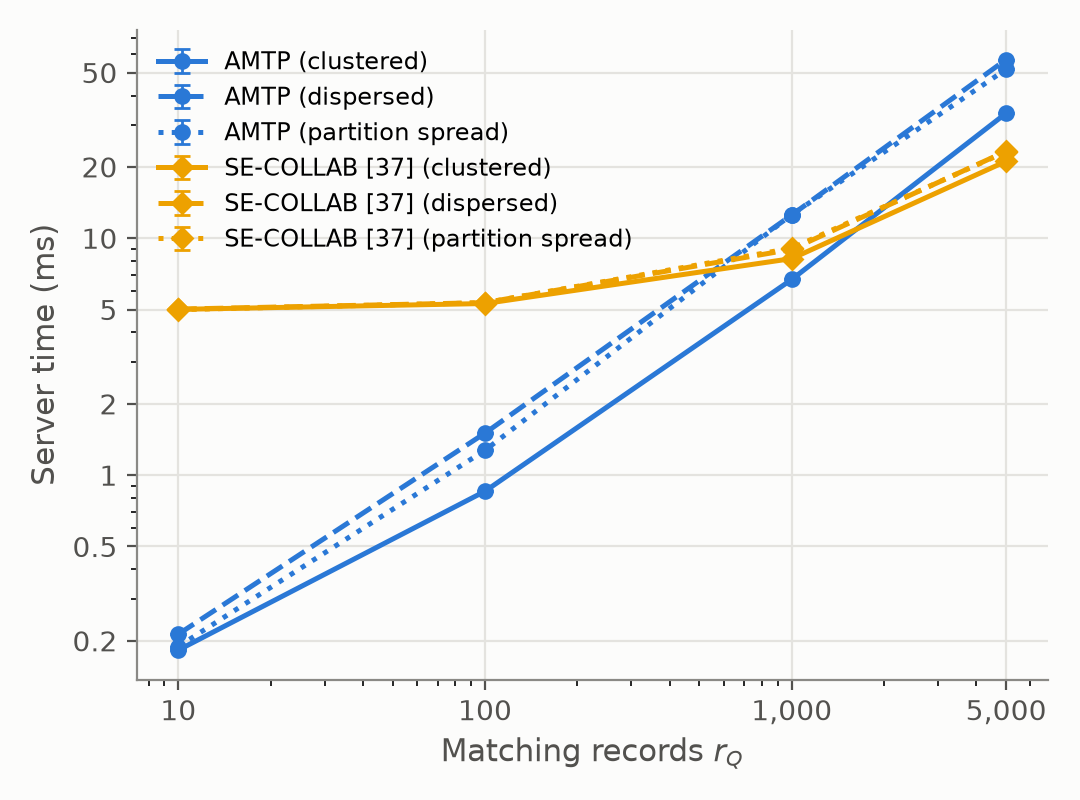 AMTP (clustered)
AMTP (dispersed)
AMTP (partition spread)
SE-COLLAB [37] (clustered)
SE-COLLAB [37] (dispersed)
SE-COLLAB [37] (partition spread)
Server time (ms)
50
20
10
5
2
1
0.5
0.2
10
100
1,000
5,000
Matching records r_Q